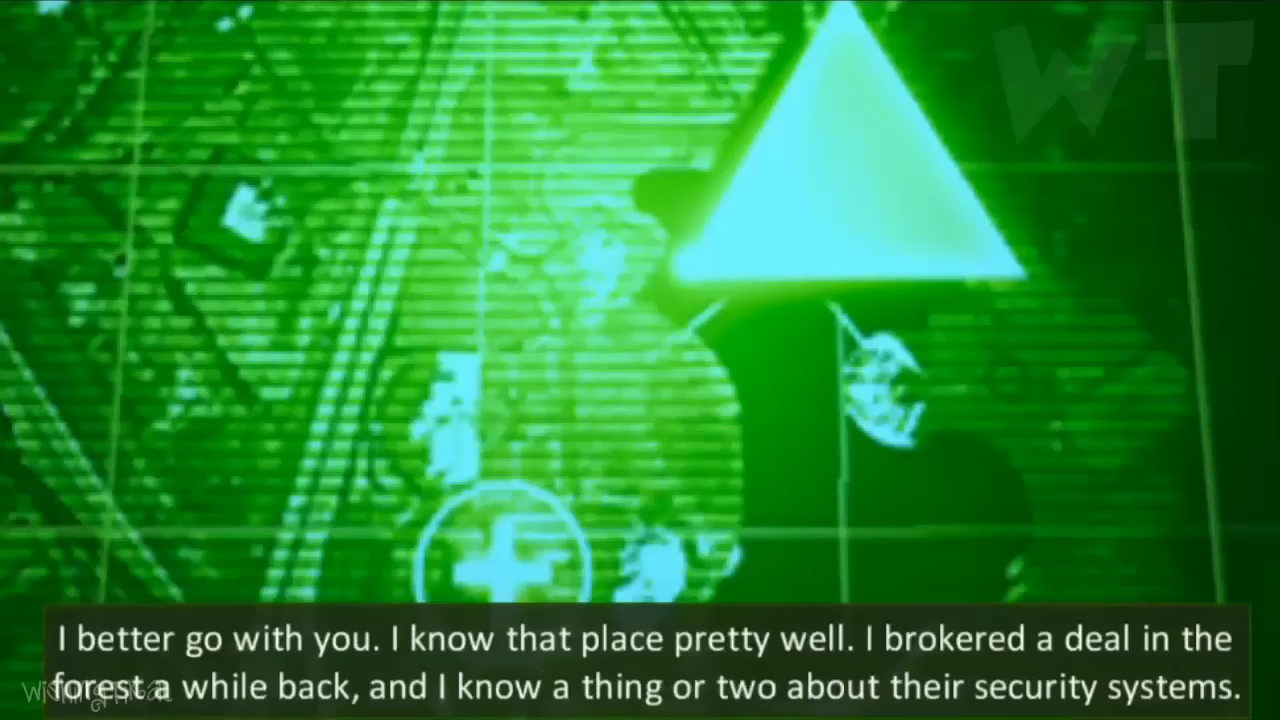 WT
I better go with you. I know that place pretty well. I brokered a deal in the
forest a while back, and I know a thing or two about their security systems.